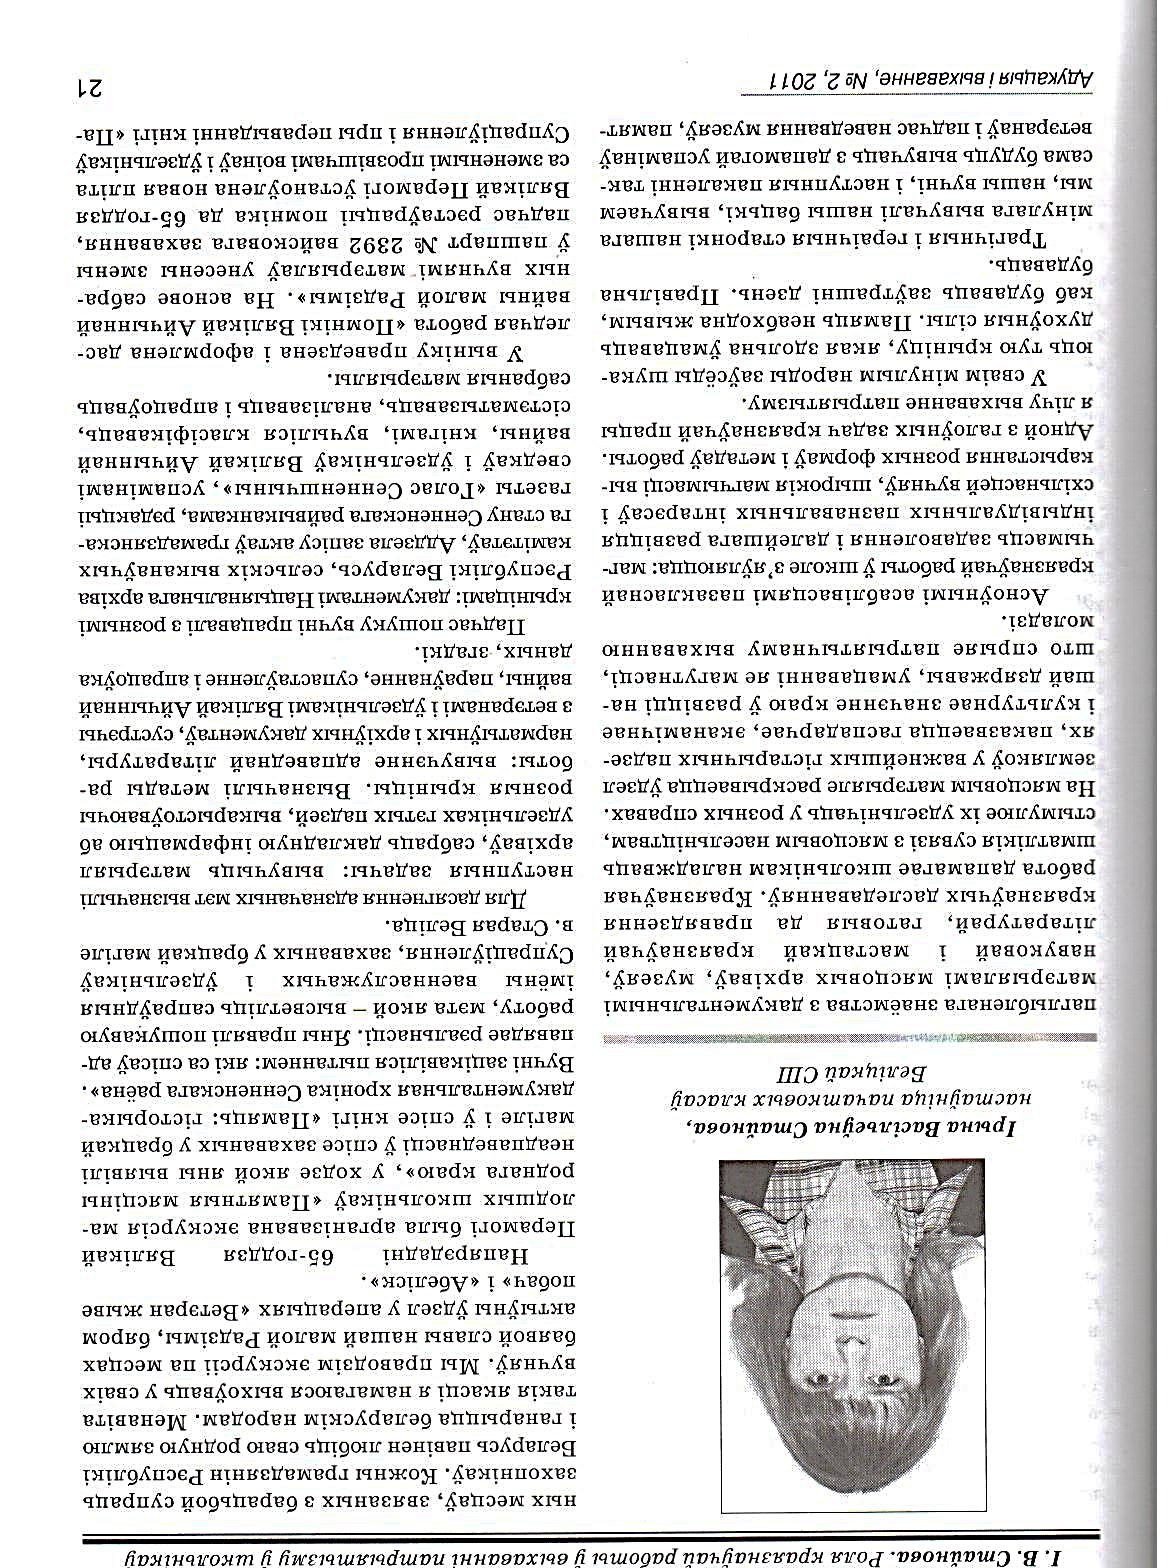 І. В. Стайнова. Роля краязнаўчай работы ў выхаванні патрыятызму ў школьнікаў
Ірына Васільеўна Стайнова,
настаўніца пачатковых класаў
Беліцкай СШ
паглыбленага знаёмства з дакументальнымі
матэрыяламі мясцовых архіваў, музеяў,
навуковай і мастацкай краязнаўчай
літаратурай, гатовыя да правядзення
краязнаўчых даследаванняў. Краязнаўчая
работа дапамагае школьнікам наладжваць
шматлікія сувязі з мясцовым насельніцтвам,
стымулюе іх удзельнічаць у розных справах.
На мясцовым матэрыяле раскрываецца ўдзел
землякоў у важнейшых гістарычных падзе-
ях, паказваецца гаспадарчае, эканамічнае
і культурнае значэнне краю ў развіцці на-
шай дзяржавы, умацаванні яе магутнасці,
што спрыяе патрыятычнаму выхаванню
моладзі.
Асноўнымі асаблівасцямі пазакласнай
краязнаўчай работы ў школе з’яўляюцца: маг-
чымасць задавалення і далейшага развіцця
індывідуальных пазнавальных інтарэсаў і
схільнасцей вучняў, шырокія магчымасці вы-
карыстання розных формаў і метадаў работы.
Адной з галоўных задач краязнаўчай працы
я лічу выхаванне патрыятызму.
У сваім мінулым народы заўсёды шука-
юць тую крыніцу, якая здольна ўмацаваць
духоўныя сілы. Памяць неабходна жывым,
каб будаваць заўтрашні дзень. Правільна
будаваць.
Трагічныя і гераічныя старонкі нашага
мінулага вывучалі нашы бацькі, вывучаем
мы, нашы вучні, і наступныя пакаленні так-
сама будуць вывучаць з дапамогай успамінаў
ветэранаў і падчас наведвання музеяў, памят-
ных месцаў, звязаных з барацьбой супраць
захопнікаў. Кожны грамадзянін Рэспублікі
Беларусь павінен любіць сваю родную зямлю
і ганарыцца беларускім народам. Менавіта
такія якасці я намагаюся выхоўваць у сваіх
вучняў. Мы праводзім экскурсіі па месцах
баявой славы нашай малой Радзімы, бяром
актыўны ўдзел у аперацыях «Ветэран жыве
побач» і «Абеліск».
Напярэдадні 65-годдзя Вялікай
Перамогі была арганізавана экскурсія ма-
лодшых школьнікаў «Памятныя мясціны
роднага краю», у ходзе якой яны выявілі
неадпаведнасці ў спісе захаваных у брацкай
магіле і ў спісе кнігі «Памяць: гісторыка-
дакументальная хроніка Сенненскага раёна».
Вучні зацікавіліся пытаннем: які са спісаў ад-
павядае рэальнасці. Яны правялі пошукавую
работу, мэта якой – высветліць сапраўдныя
імёны ваеннаслужачых і ўдзельнікаў
Супраціўлення, захаваных у брацкай магіле
в. Старая Беліца.
Для дасягнення адзначаных мэт вызначылі
наступныя задачы: вывучыць матэрыял
архіваў, сабраць дакладную інфармацыю аб
удзельніках гэтых падзей, выкарыстоўваючы
розныя крыніцы. Вызначылі метады ра-
боты: вывучэнне адпаведнай літаратуры,
нарматыўных і архіўных дакументаў, сустрэчы
з ветэранамі і ўдзельнікамі Вялікай Айчыннай
вайны, параўнанне, супастаўленне і апрацоўка
даных, згадкі.
Падчас пошуку вучні працавалі з рознымі
крыніцамі: дакументамі Нацыянальнага архіва
Рэспублікі Беларусь, сельскіх выканаўчых
камітэтаў, Аддзела запісу актаў грамадзянска-
га стану Сенненскага райвыканкама, рэдакцыі
газеты «Голас Сенненшчыны», успамінамі
сведкаў і ўдзельнікаў Вялікай Айчыннай
вайны, кнігамі, вучыліся класіфікаваць,
сістэматызаваць, аналізаваць і апрацоўваць
сабраныя матэрыялы.
У выніку праведзена і аформлена дас-
ледчая работа «Помнікі Вялікай Айчыннай
вайны малой Радзімы». На аснове сабра-
ных вучнямі матэрыялаў унесены змены
ў пашпарт № 2392 вайсковага захавання,
падчас рэстаўрацыі помніка да 65-годдзя
Вялікай Перамогі ўстаноўлена новая пліта
са змененымі прозвішчамі воінаў і ўдзельнікаў
Супраціўлення і пры перавыданні кнігі «Па-
Адукацыя і выхаванне, № 2, 2011
21